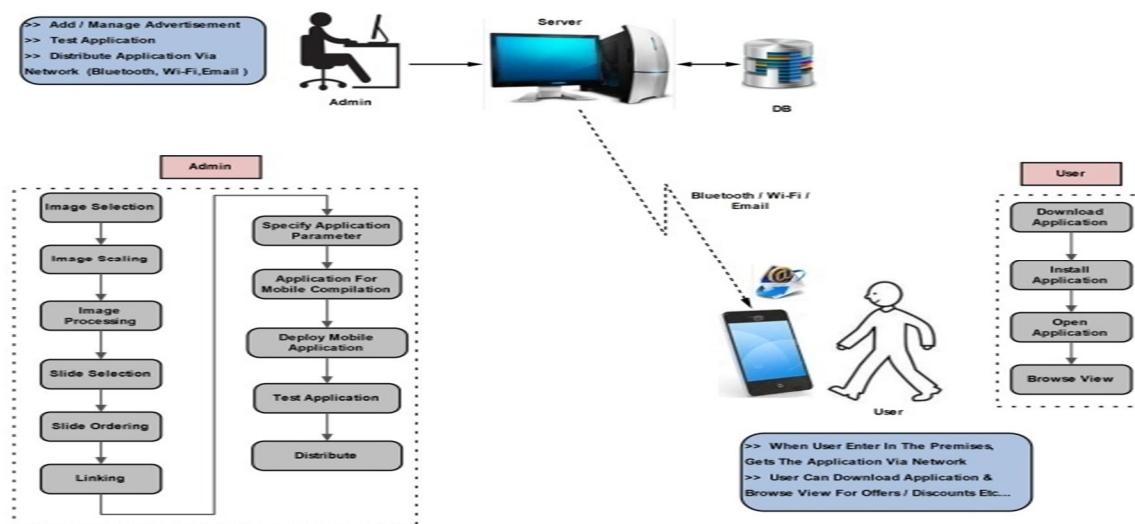 >> Add / Manage Advertisement
>> Test Application
>> Distribute Application Via
Network (Bluetooth, Wi-Fi,Email )
Admin
Server
DB
Admin
Image Selection
Image Scaling
Image
Processing
Slide Selection
Slide Ordering
Linking
Specify Application
Parameter
Application For
Mobile Compilation
Deploy Mobile
Application
Test Application
Distribute
Bluetooth / Wi-Fi /
Email
@
User
>> When User Enter In The Premises,
Gets The Application Via Network
>> User Can Download Application &
Browse View For Offers / Discounts Etc...
User
Download
Application
Install
Application
Open
Application
Browse View